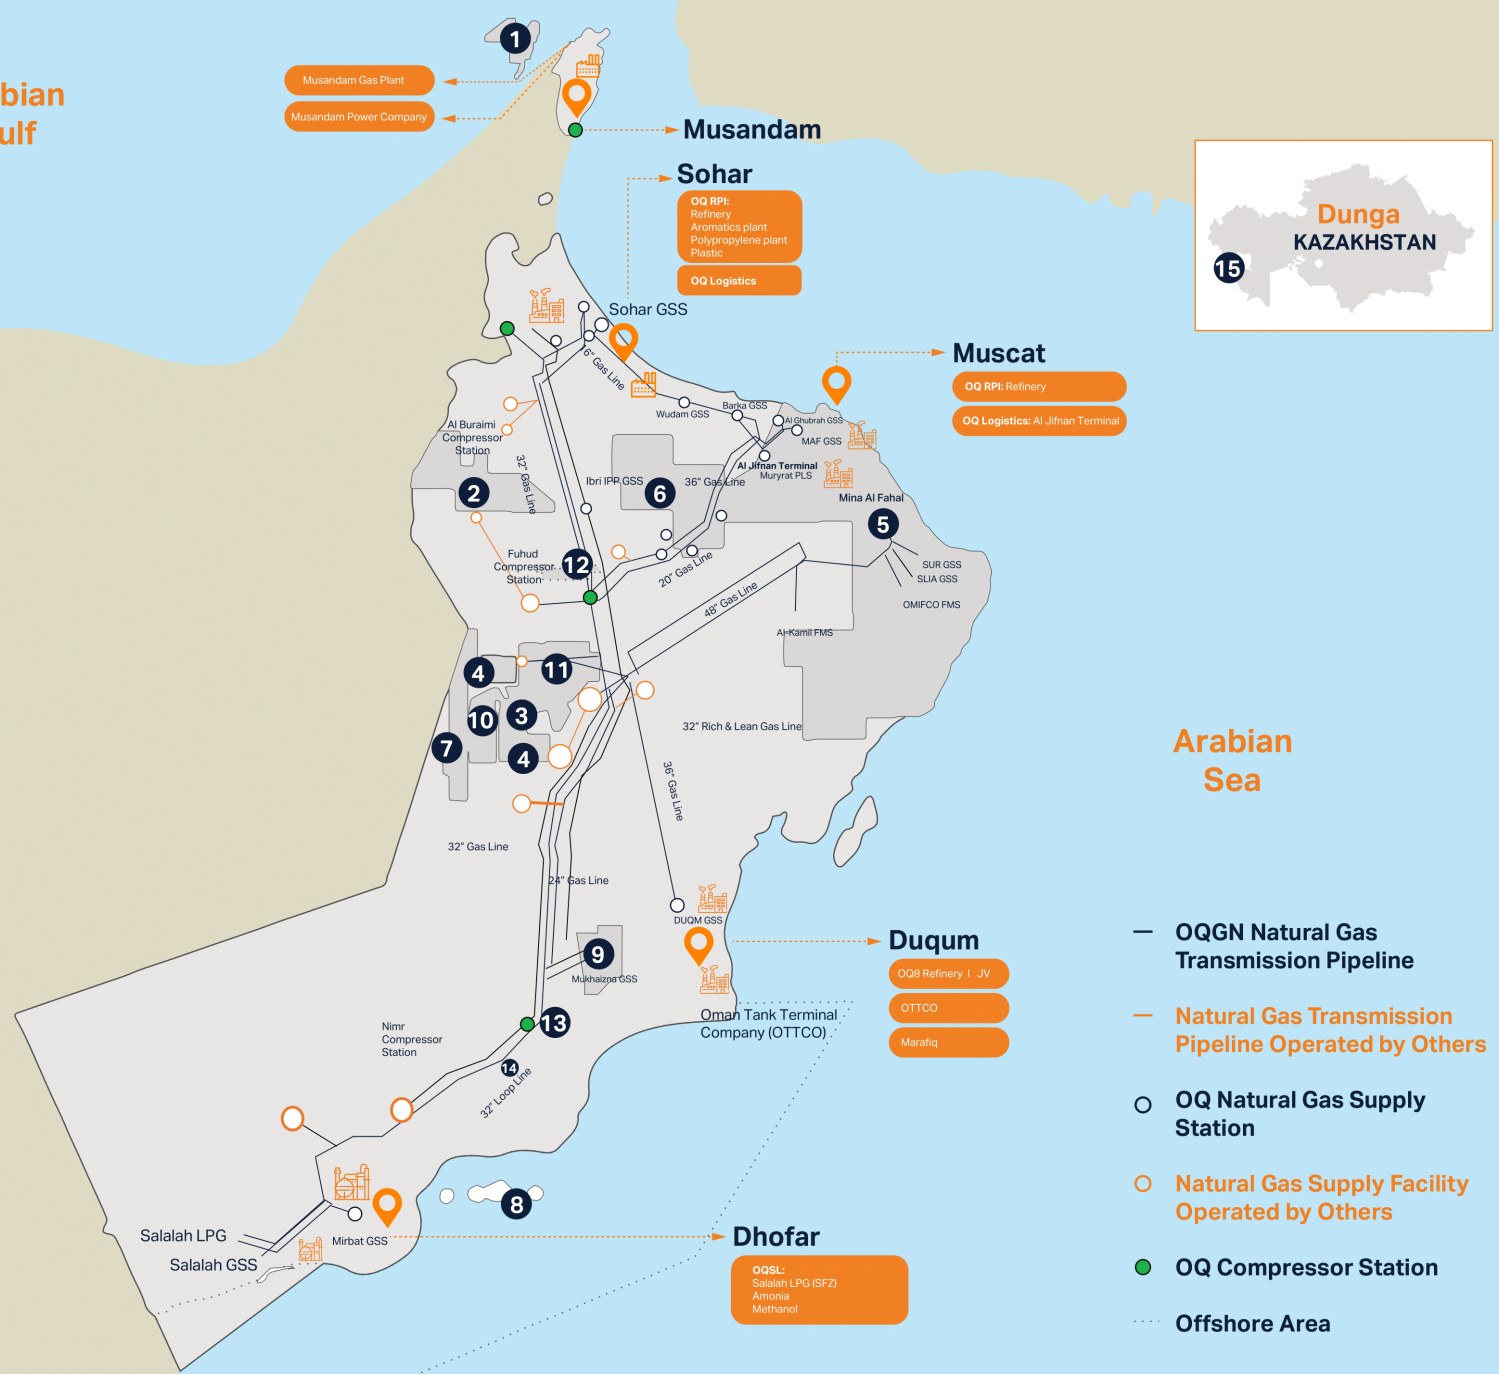 1
bian
ulf
Musandam Gas Plant
Musandam Power Company
Musandam
Sohar
OQ RPI:
Refinery
Aromatics plant
Polypropylene plant
Plastic
OQ Logistics
Dunga
KAZAKHSTAN
15
Sohar GSS
16" Gas Line
Muscat
OQ RPI: Refinery
OQ Logistics: Al Jifnan Terminal
Wudam GSS
Barka GSS
Al Ghubrah GSS
MAF GSS
Al Buraimi
Compressor
Station
32" Gas Line
Al Jifnan Terminal
Muryrat PLS
Ibri IPP GSS
36" Gas Line
2
6
Mina Al Fahal
5
Fuhud
Compressor
Station
12
20" Gas Line
48" Gas Line
SUR GSS
SLIA GSS
OMIFCO FMS
Al-Kamil FMS
4
11
10
3
7
4
32" Rich & Lean Gas Line
36" Gas Line
Arabian
Sea
32" Gas Line
24" Gas Line
DUQM GSS
9
Mukhaizna GSS
Duqum
OQ8 Refinery I JV
OTTCO
Marafiq
Oman Tank Terminal
Company (OTTCO)
Nimr
Compressor
Station
13
14
32" Loop Line
8
Salalah LPG
Salalah GSS
Mirbat GSS
Dhofar
OQSL:
Salalah LPG (SFZ)
Amonia
Methanol
OQGN Natural Gas
Transmission Pipeline
Natural Gas Transmission
Pipeline Operated by Others
OQ Natural Gas Supply
Station
Natural Gas Supply Facility
Operated by Others
OQ Compressor Station
Offshore Area